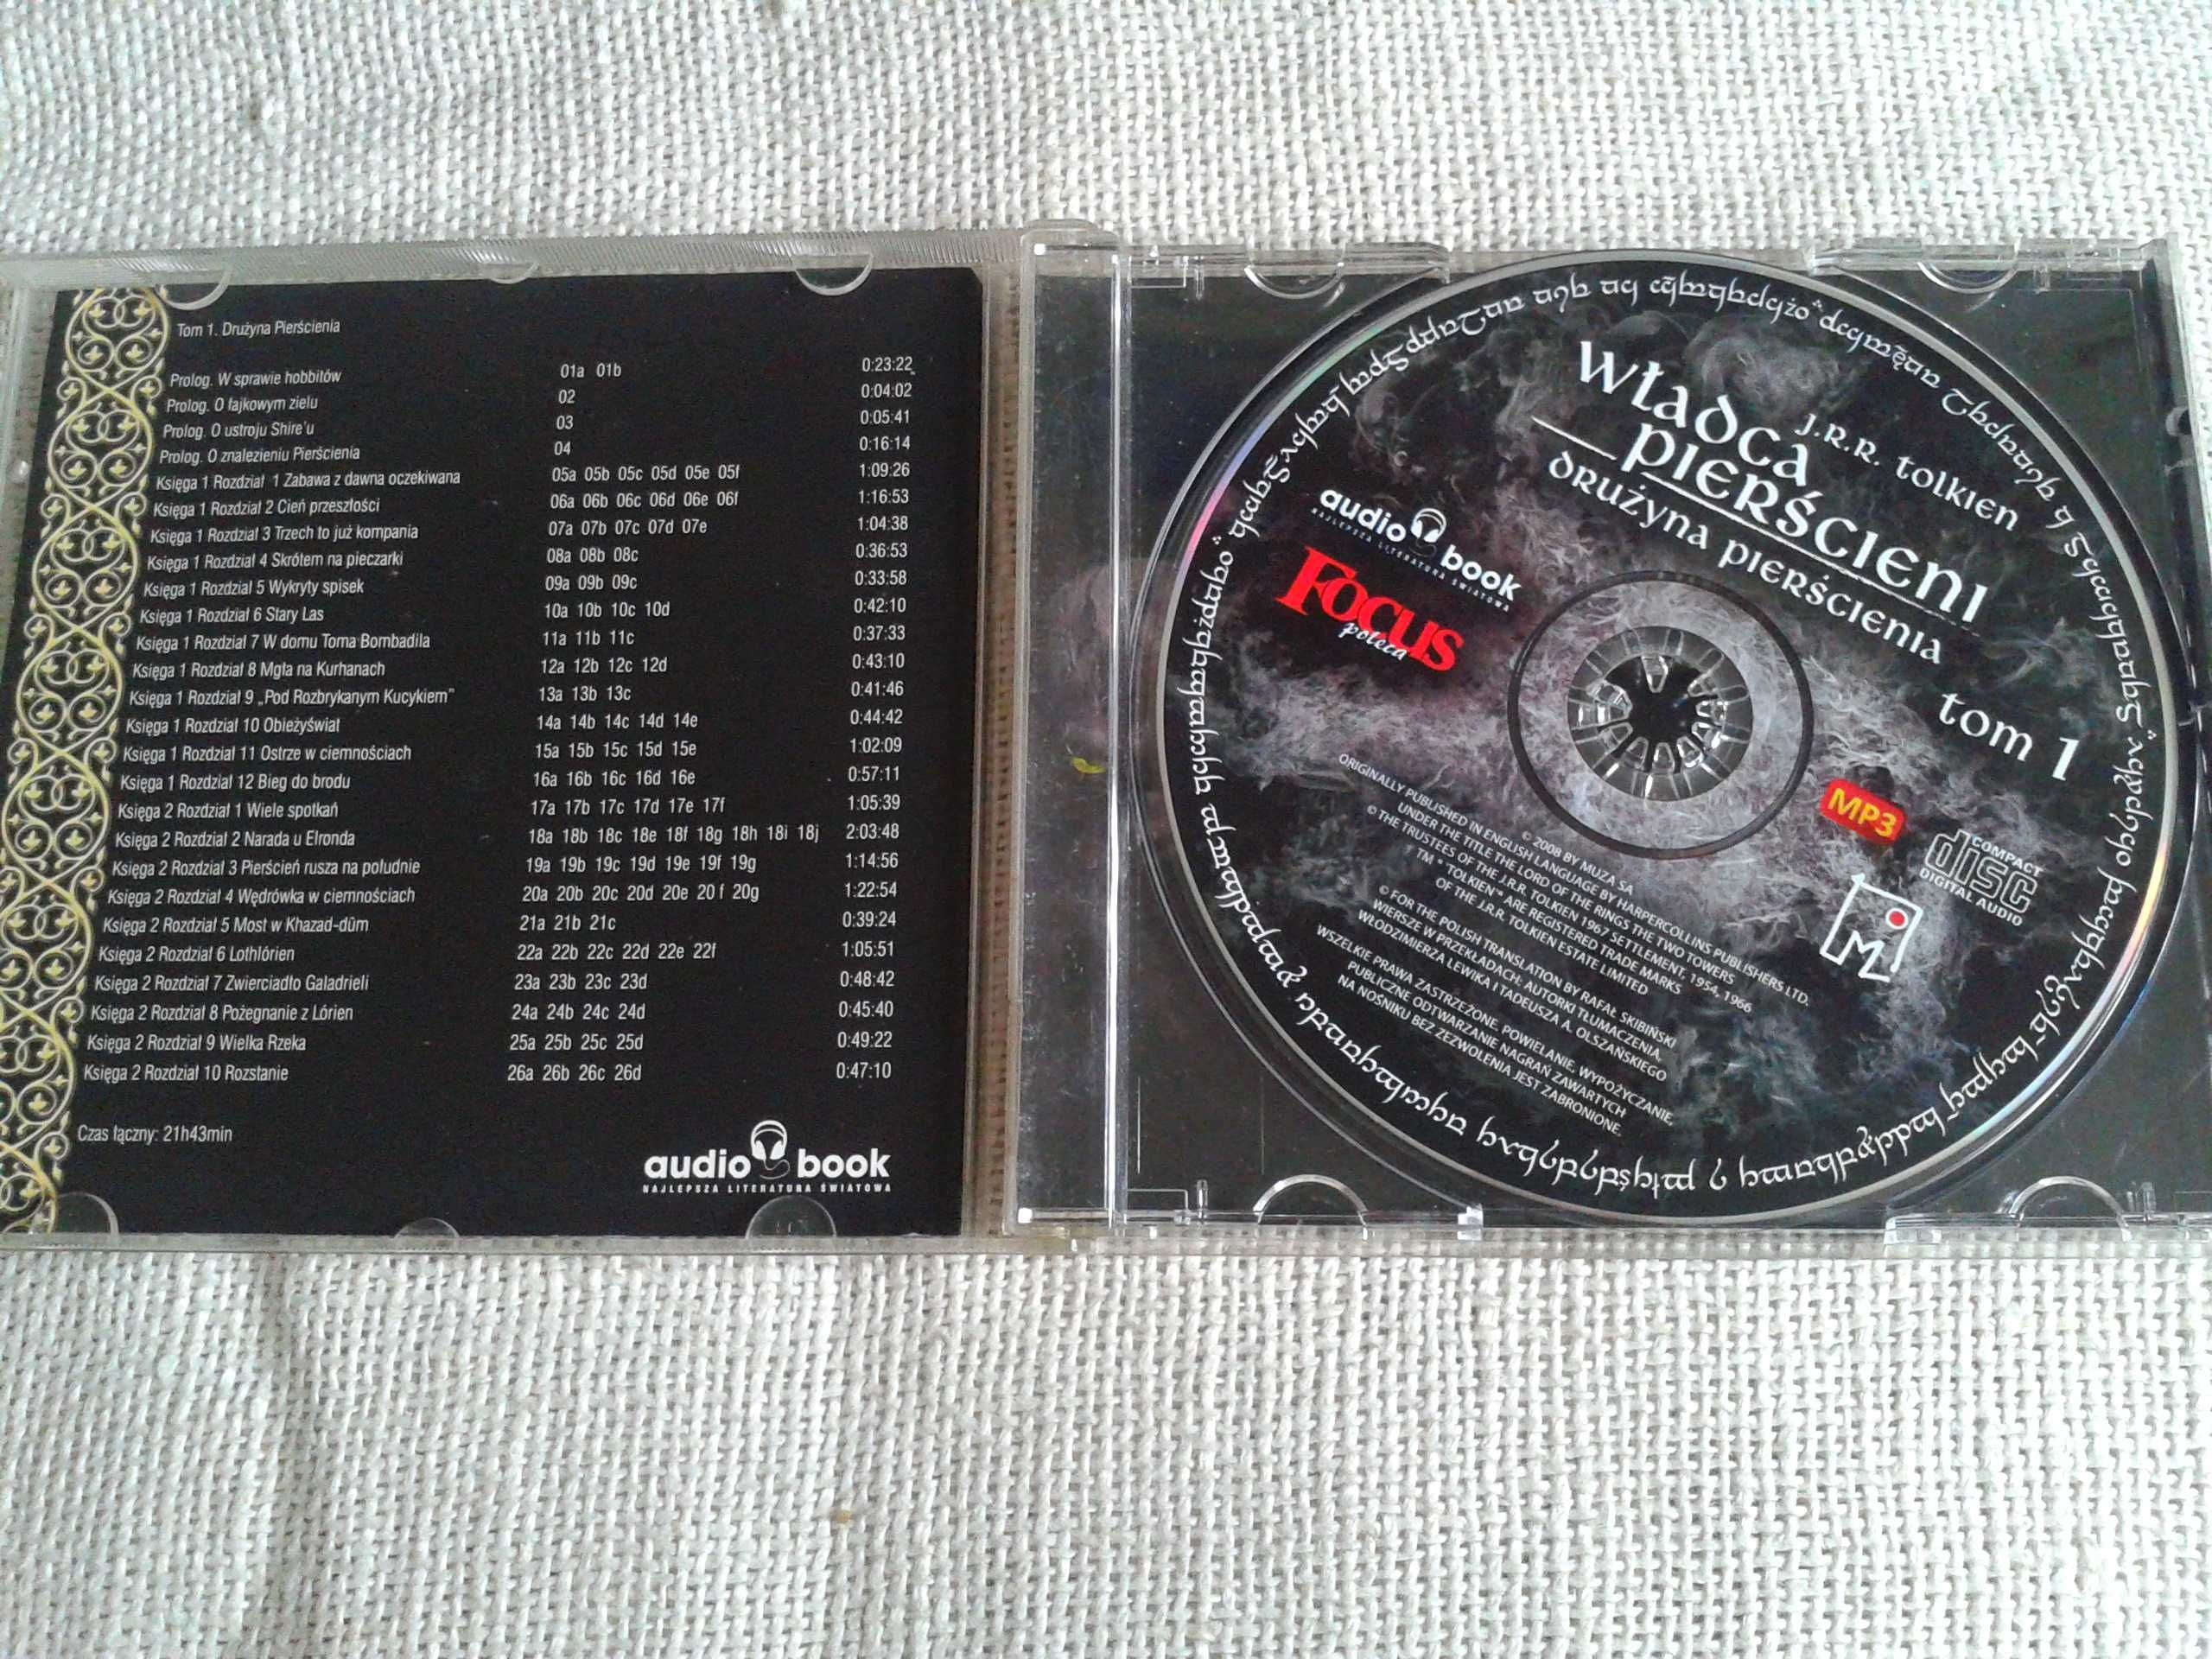 Tom 1. Drużyna Pierścienia
Prolog. W sprawie hobbitów 01a 01b 0:23:22
Prolog. O fajkowym zielu 02 0:04:02
Prolog. O ustroju Shire'u 03 0:05:41
Prolog. O znalezieniu Pierścienia 04 0:16:14
Księga 1 Rozdział 1 Zabawa z dawna oczekiwana 05a 05b 05c 05d 05e 05f 1:09:26
Księga 1 Rozdział 2 Cień przeszłości 06a 06b 06c 06d 06e 06f 1:16:53
Księga 1 Rozdział 3 Trzech to już kompania 07a 07b 07c 07d 07e 1:04:38
Księga 1 Rozdział 4 Skrótem na pieczarki 08a 08b 08c 0:36:53
Księga 1 Rozdział 5 Wykryty spisek 09a 09b 09c 0:33:58
Księga 1 Rozdział 6 Stary Las 10a 10b 10c 10d 0:42:10
Księga 1 Rozdział 7 W domu Toma Bombadila 11a 11b 11c 0:37:33
Księga 1 Rozdział 8 Mgła na Kurhanach 12a 12b 12c 12d 0:43:10
Księga 1 Rozdział 9 „Pod Rozbrykanym Kucykiem” 13a 13b 13c 0:41:46
Księga 1 Rozdział 10 Obieżyświat 14a 14b 14c 14d 14e 0:44:42
Księga 1 Rozdział 11 Ostrze w ciemnościach 15a 15b 15c 15d 15e 1:02:09
Księga 1 Rozdział 12 Bieg do brodu 16a 16b 16c 16d 16e 0:57:11
Księga 2 Rozdział 1 Wiele spotkań 17a 17b 17c 17d 17e 17f 1:05:39
Księga 2 Rozdział 2 Narada u Elronda 18a 18b 18c 18e 18f 18g 18h 18i 18j 2:03:48
Księga 2 Rozdział 3 Pierścień rusza na południe 19a 19b 19c 19d 19e 19f 19g 1:14:56
Księga 2 Rozdział 4 Wędrówka w ciemnościach 20a 20b 20c 20d 20e 20 f 20g 1:22:54
Księga 2 Rozdział 5 Most w Khazad-dûm 21a 21b 21c 0:39:24
Księga 2 Rozdział 6 Lothlórien 22a 22b 22c 22d 22e 22f 1:05:51
Księga 2 Rozdział 7 Zwierciadło Galadrieli 23a 23b 23c 23d 0:48:42
Księga 2 Rozdział 8 Pożegnanie z Lórien 24a 24b 24c 24d 0:45:40
Księga 2 Rozdział 9 Wielka Rzeka 25a 25b 25c 25d 0:49:22
Księga 2 Rozdział 10 Rozstanie 26a 26b 26c 26d 0:47:10
Czas łączny: 21h43min
audio book
NAJLEPSZA LITERATURA ŚWIATOWA
J.R.R. Tolkien
Władca
Pierścieni
Drużyna Pierścienia
tom 1
audio book
NAJLEPSZA LITERATURA ŚWIATOWA
Focus
poleca
MP3
COMPACT
disc
DIGITAL AUDIO
M
© 2008 BY MUZA SA
ORIGINALLY PUBLISHED IN ENGLISH LANGUAGE BY HARPERCOLLINS PUBLISHERS LTD.
UNDER THE TITLE THE LORD OF THE RINGS THE TWO TOWERS
© THE TRUSTEES OF THE J.R.R. TOLKIEN 1967 SETTLEMENT, 1954, 1966
TM "TOLKIEN"® ARE REGISTERED TRADE MARKS
OF THE J.R.R. TOLKIEN ESTATE LIMITED
© FOR THE POLISH TRANSLATION BY RAFAŁ SKIBIŃSKI
WIERSZE W PRZEKŁADACH: AUTORKI TŁUMACZENIA,
WŁODZIMIERZA LEWIKA I TADEUSZA A. OLSZAŃSKIEGO
WSZELKIE PRAWA ZASTRZEŻONE. POWIELANIE, WYPOŻYCZANIE,
PUBLICZNE ODTWARZANIE NAGRAŃ ZAWARTYCH
NA NOŚNIKU BEZ ZEZWOLENIA JEST ZABRONIONE.